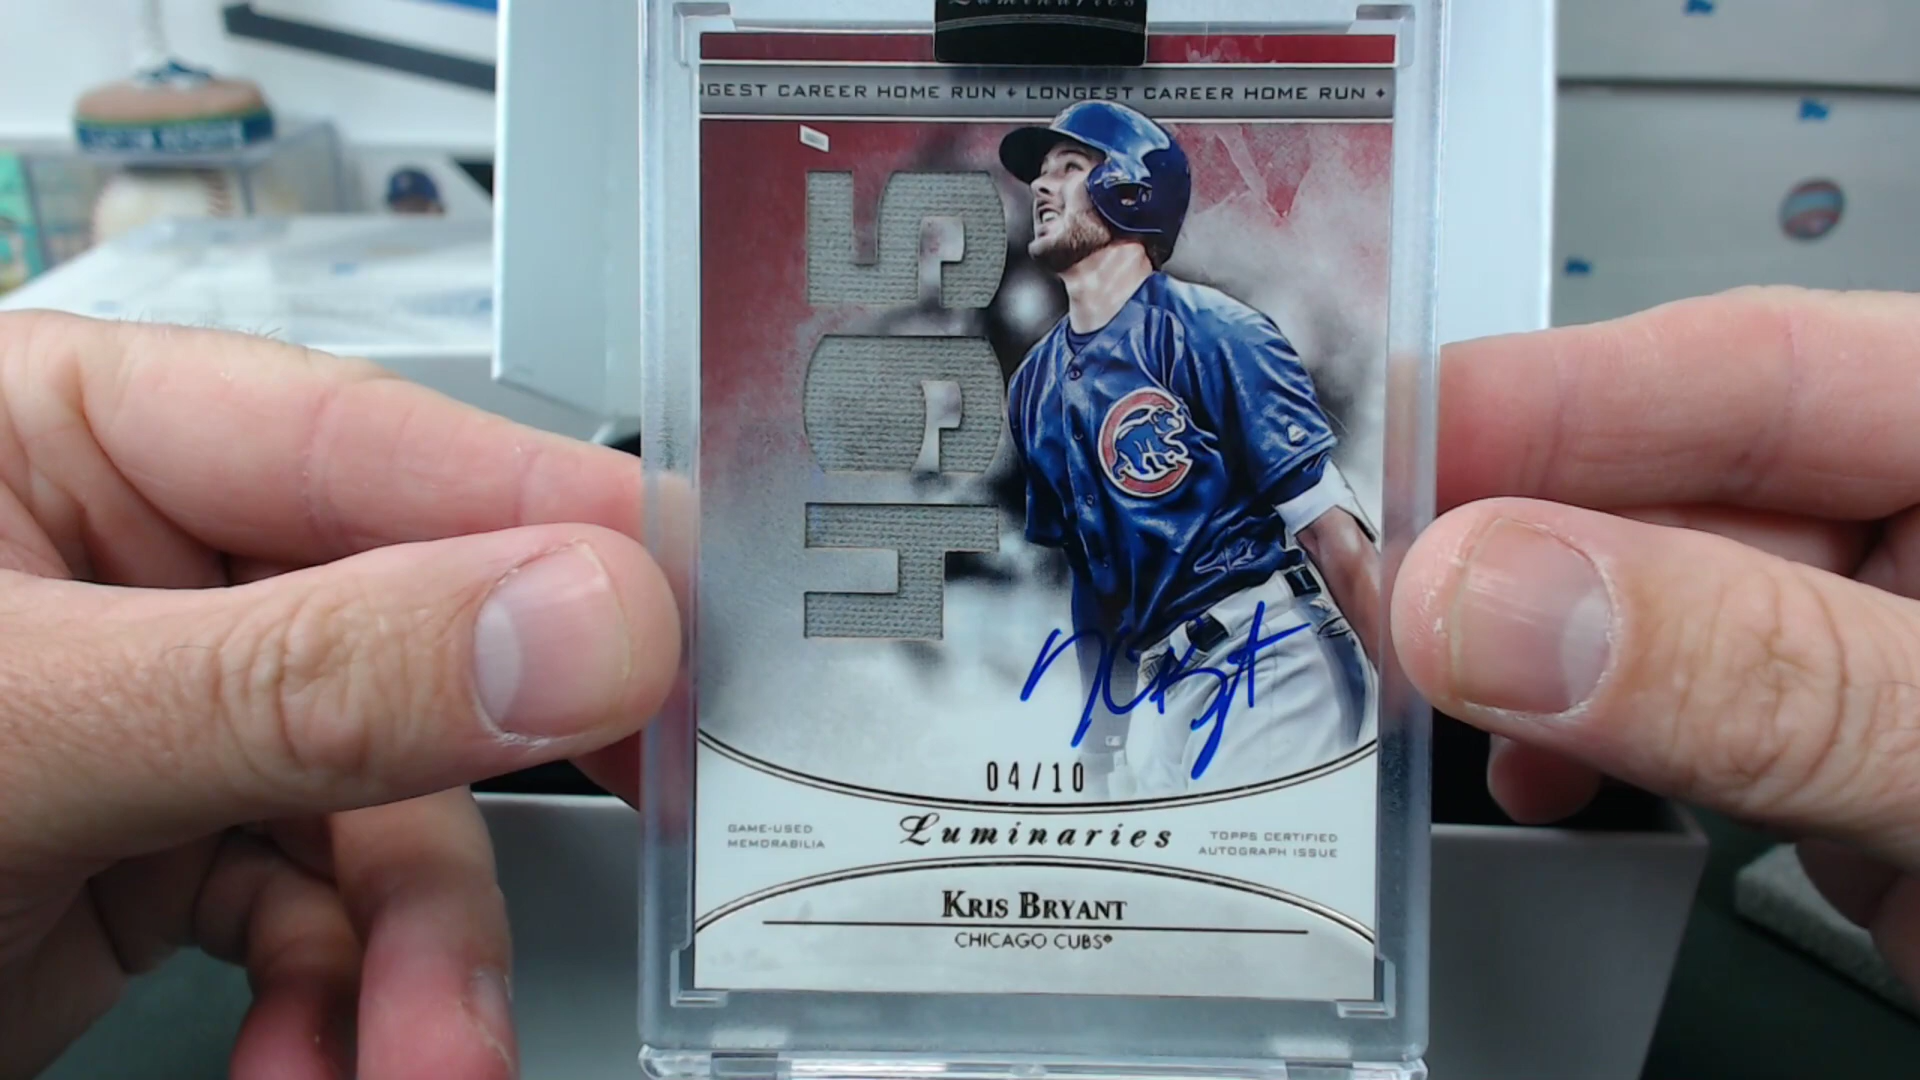 Luminaries
NGEST CAREER HOME RUN ♦ LONGEST CAREER HOME RUN ♦
495
04/10
GAME-USED
MEMORABILIA
Luminaries
TOPPS CERTIFIED
AUTOGRAPH ISSUE
KRIS BRYANT
CHICAGO CUBS®